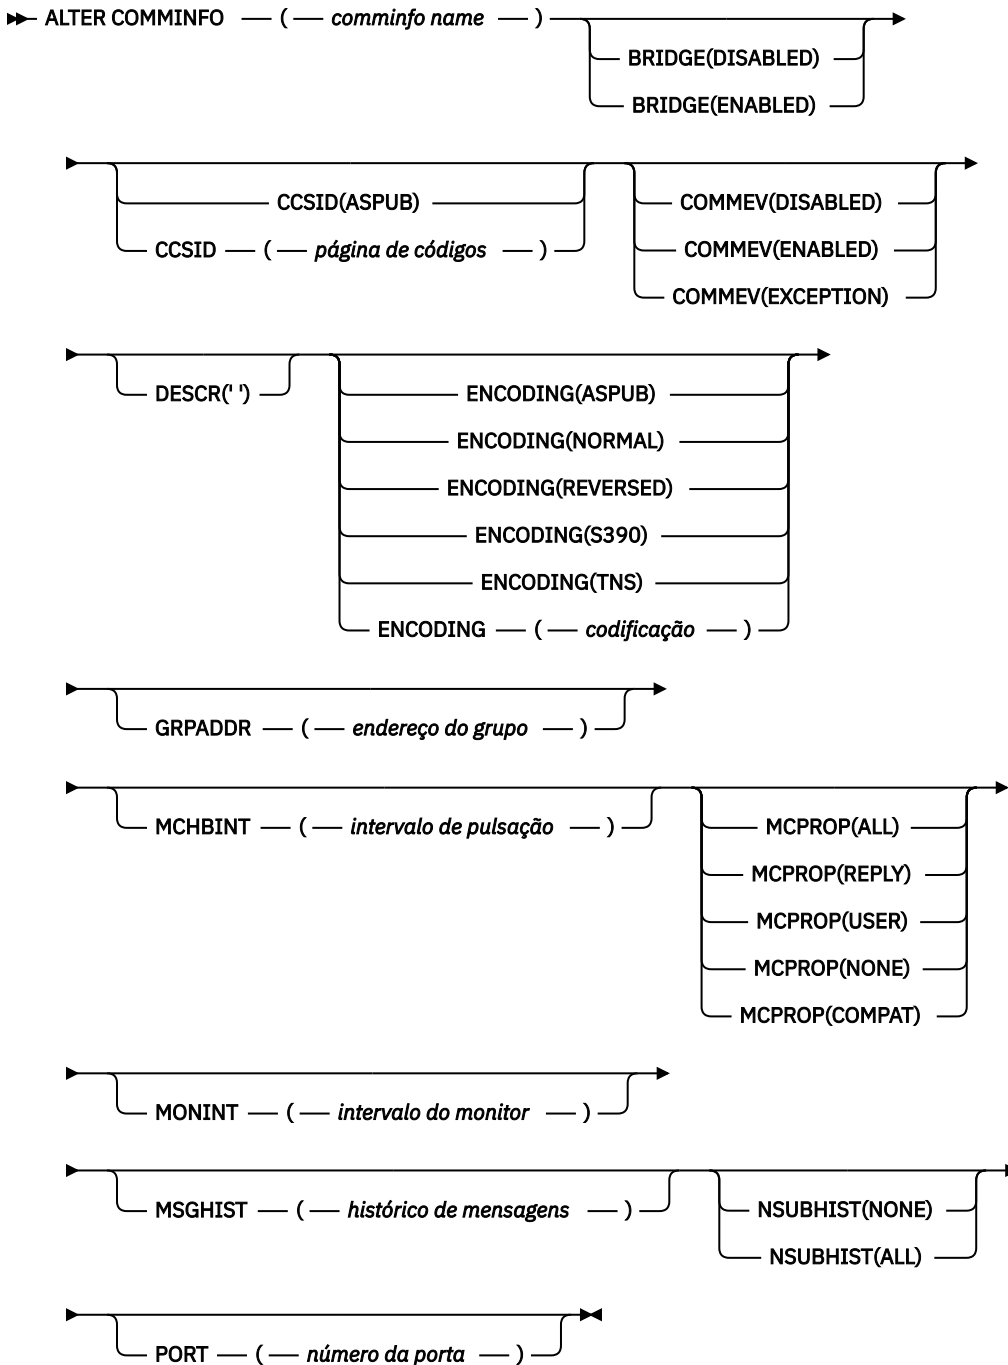 ALTER COMMINFO ( comminfo name )
BRIDGE(DISABLED)
BRIDGE(ENABLED)
CCSID(ASPUB)
CCSID ( página de códigos )
COMMEV(DISABLED)
COMMEV(ENABLED)
COMMEV(EXCEPTION)
DESCR(' ')
ENCODING(ASPUB)
ENCODING(NORMAL)
ENCODING(REVERSED)
ENCODING(S390)
ENCODING(TNS)
ENCODING ( codificação )
GRPADDR ( endereço do grupo )
MCHBINT ( intervalo de pulsação )
MCPROP(ALL)
MCPROP(REPLY)
MCPROP(USER)
MCPROP(NONE)
MCPROP(COMPAT)
MONINT ( intervalo do monitor )
MSGHIST ( histórico de mensagens )
NSUBHIST(NONE)
NSUBHIST(ALL)
PORT ( número da porta )